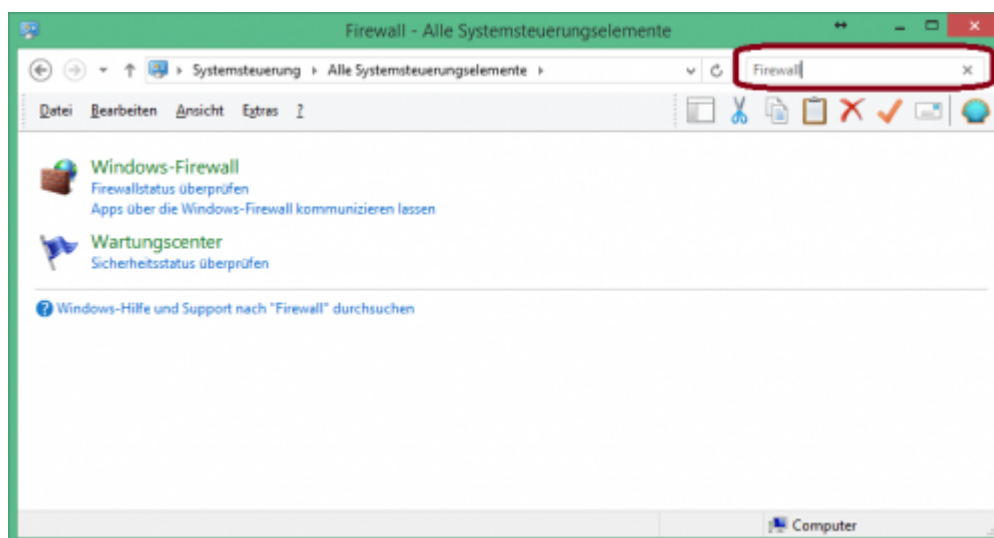 Firewall - Alle Systemsteuerungselemente
Systemsteuerung Alle Systemsteuerungselemente
Firewall
Datei Bearbeiten Ansicht Extras ?
Windows-Firewall
Firewallstatus überprüfen
Apps über die Windows-Firewall kommunizieren lassen
Wartungscenter
Sicherheitsstatus überprüfen
Windows-Hilfe und Support nach "Firewall" durchsuchen
Computer